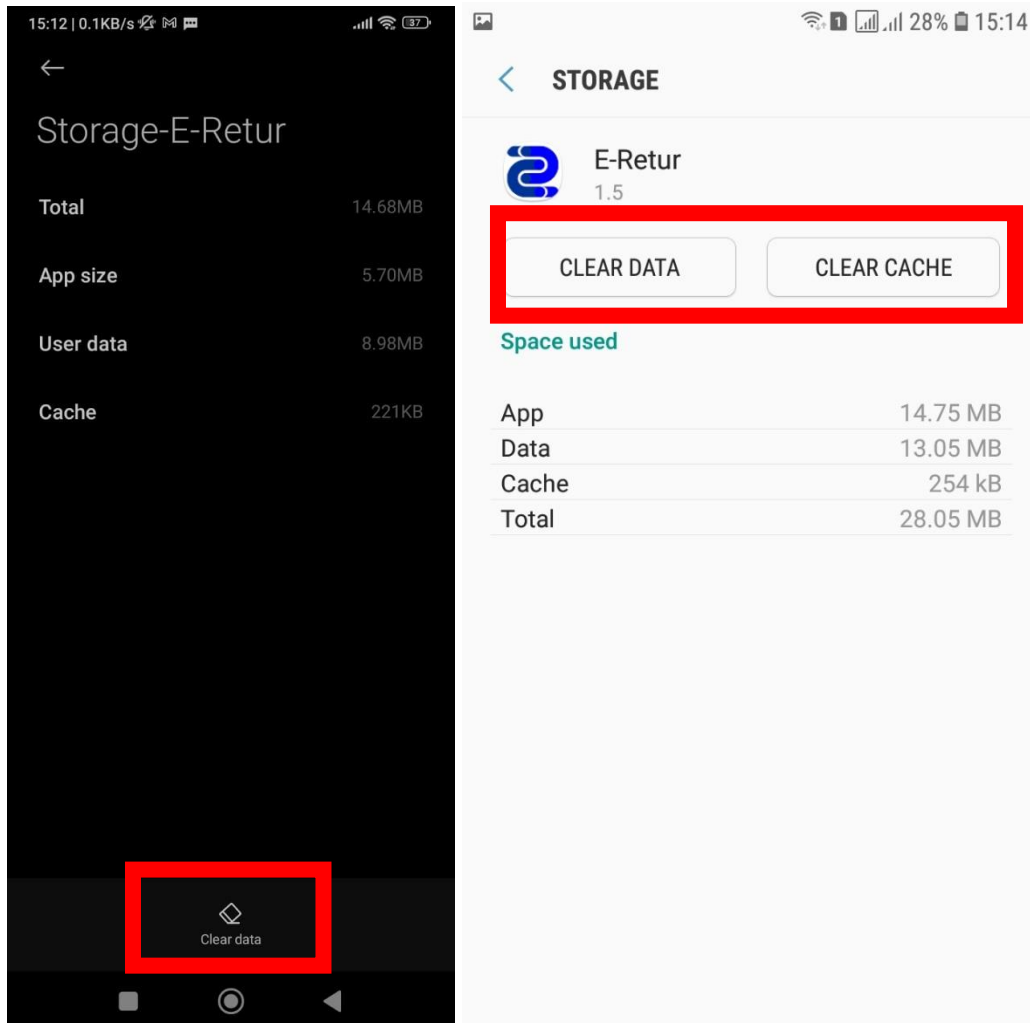 15:12 | 0.1KB/s
37
Storage-E-Retur
Total 14.68MB
App size 5.70MB
User data 8.98MB
Cache 221KB
Clear data
1 28% 15:14
STORAGE
E-Retur
1.5
CLEAR DATA CLEAR CACHE
Space used
App 14.75 MB
Data 13.05 MB
Cache 254 kB
Total 28.05 MB